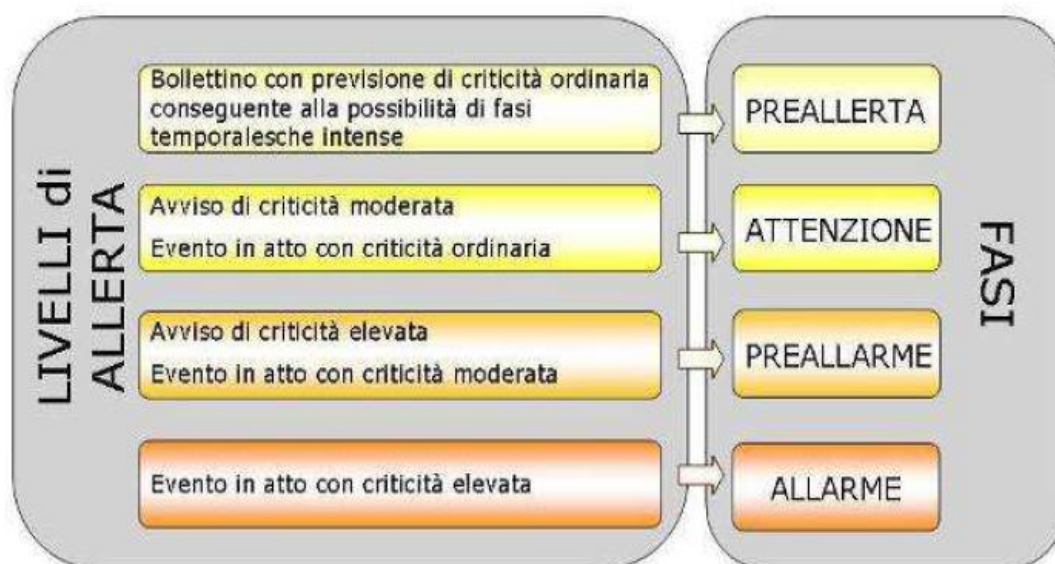 LIVELLI di
ALLERTA
Bollettino con previsione di criticità ordinaria
conseguente alla possibilità di fasi
temporalesche intense
PREALLERTA
Avviso di criticità moderata
Evento in atto con criticità ordinaria
ATTENZIONE
Avviso di criticità elevata
Evento in atto con criticità moderata
PREALLARME
Evento in atto con criticità elevata
ALLARME
FASI